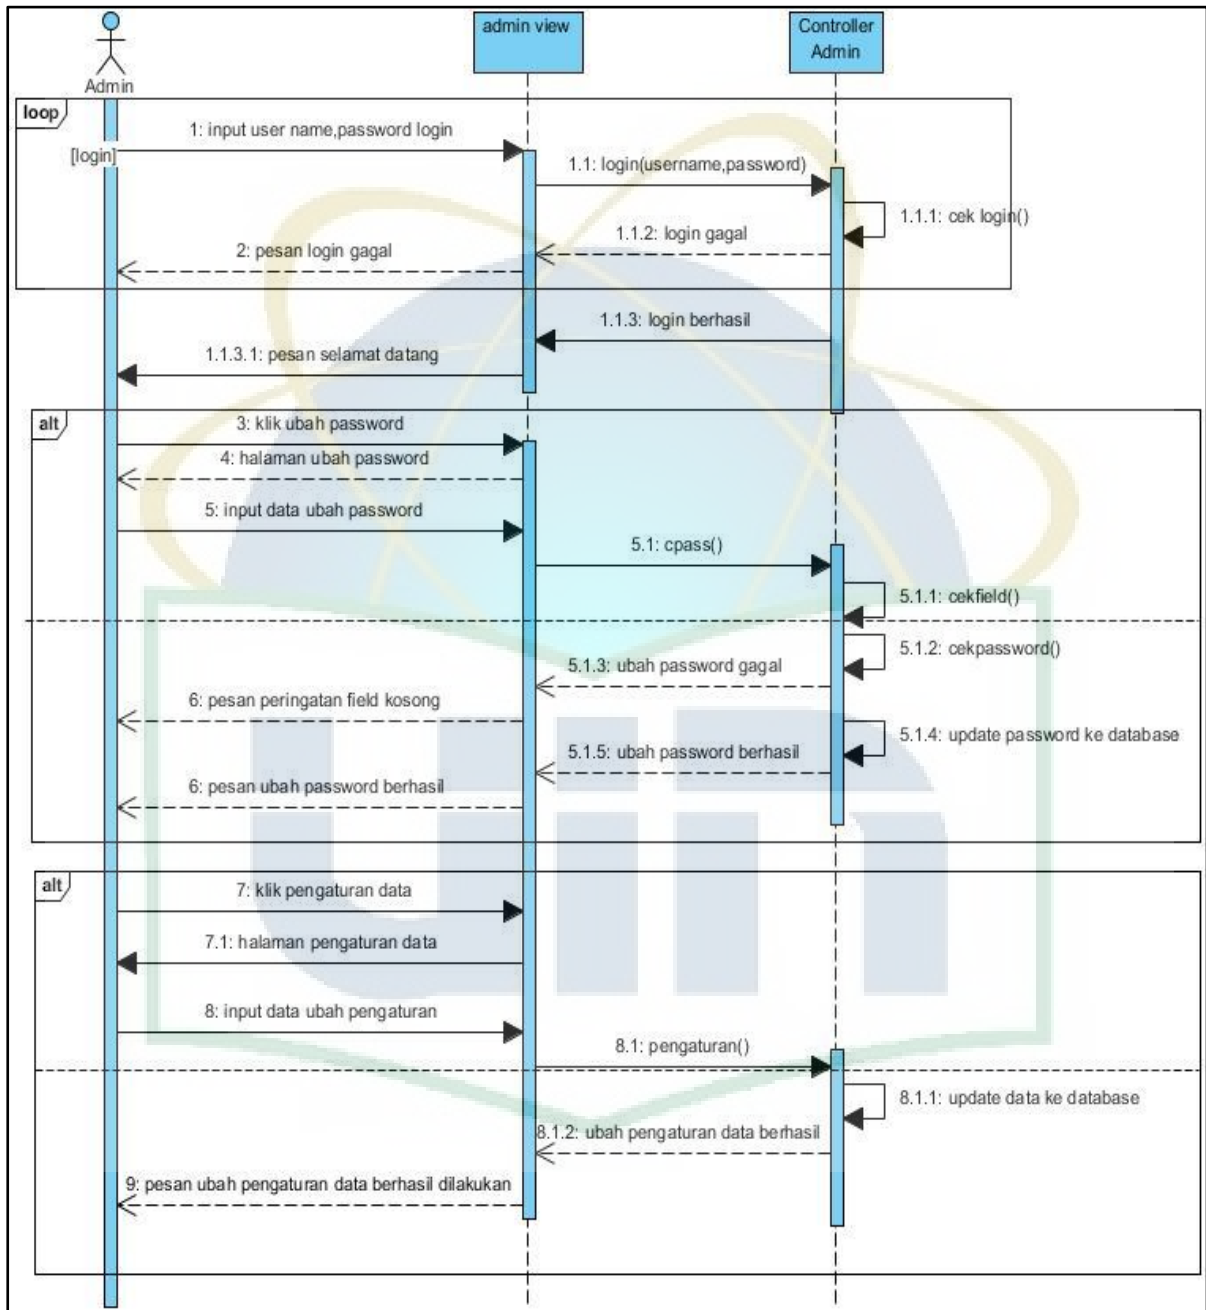 admin view
Controller
Admin
Admin
loop
1: input user name,password login
[login]
1.1: login(username,password)
1.1.1: cek login()
1.1.2: login gagal
2: pesan login gagal
1.1.3: login berhasil
1.1.3.1: pesan selamat datang
alt
3: klik ubah password
4: halaman ubah password
5: input data ubah password
5.1: cpass()
5.1.1: cekfield()
5.1.2: cekpassword()
5.1.3: ubah password gagal
6: pesan peringatan field kosong
5.1.4: update password ke database
5.1.5: ubah password berhasil
6: pesan ubah password berhasil
alt
7: klik pengaturan data
7.1: halaman pengaturan data
8: input data ubah pengaturan
8.1: pengaturan()
8.1.1: update data ke database
8.1.2: ubah pengaturan data berhasil
9: pesan ubah pengaturan data berhasil dilakukan
uin